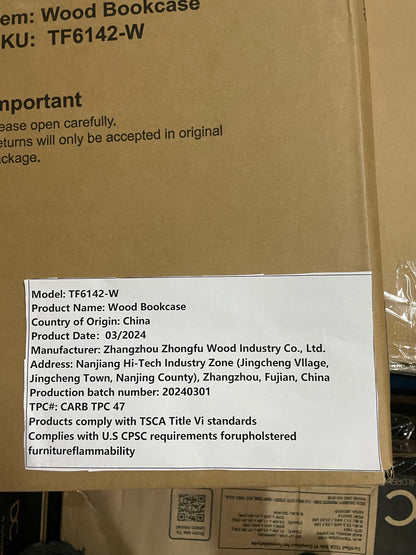 em: Wood Bookcase
KU: TF6142-W
mportant
ease open carefully.
eturns will only be accepted in original
ackage.
Model: TF6142-W
Product Name: Wood Bookcase
Country of Origin: China
Product Date: 03/2024
Manufacturer: Zhangzhou Zhongfu Wood Industry Co., Ltd.
Address: Nanjiang Hi-Tech Industry Zone (Jingcheng Vllage,
Jingcheng Town, Nanjing County), Zhangzhou, Fujian, China
Production batch number: 20240301
TPC#: CARB TPC 47
Products comply with TSCA Title Vi standards
Complies with U.S CPSC requirements forupholstered
furnitureflammability